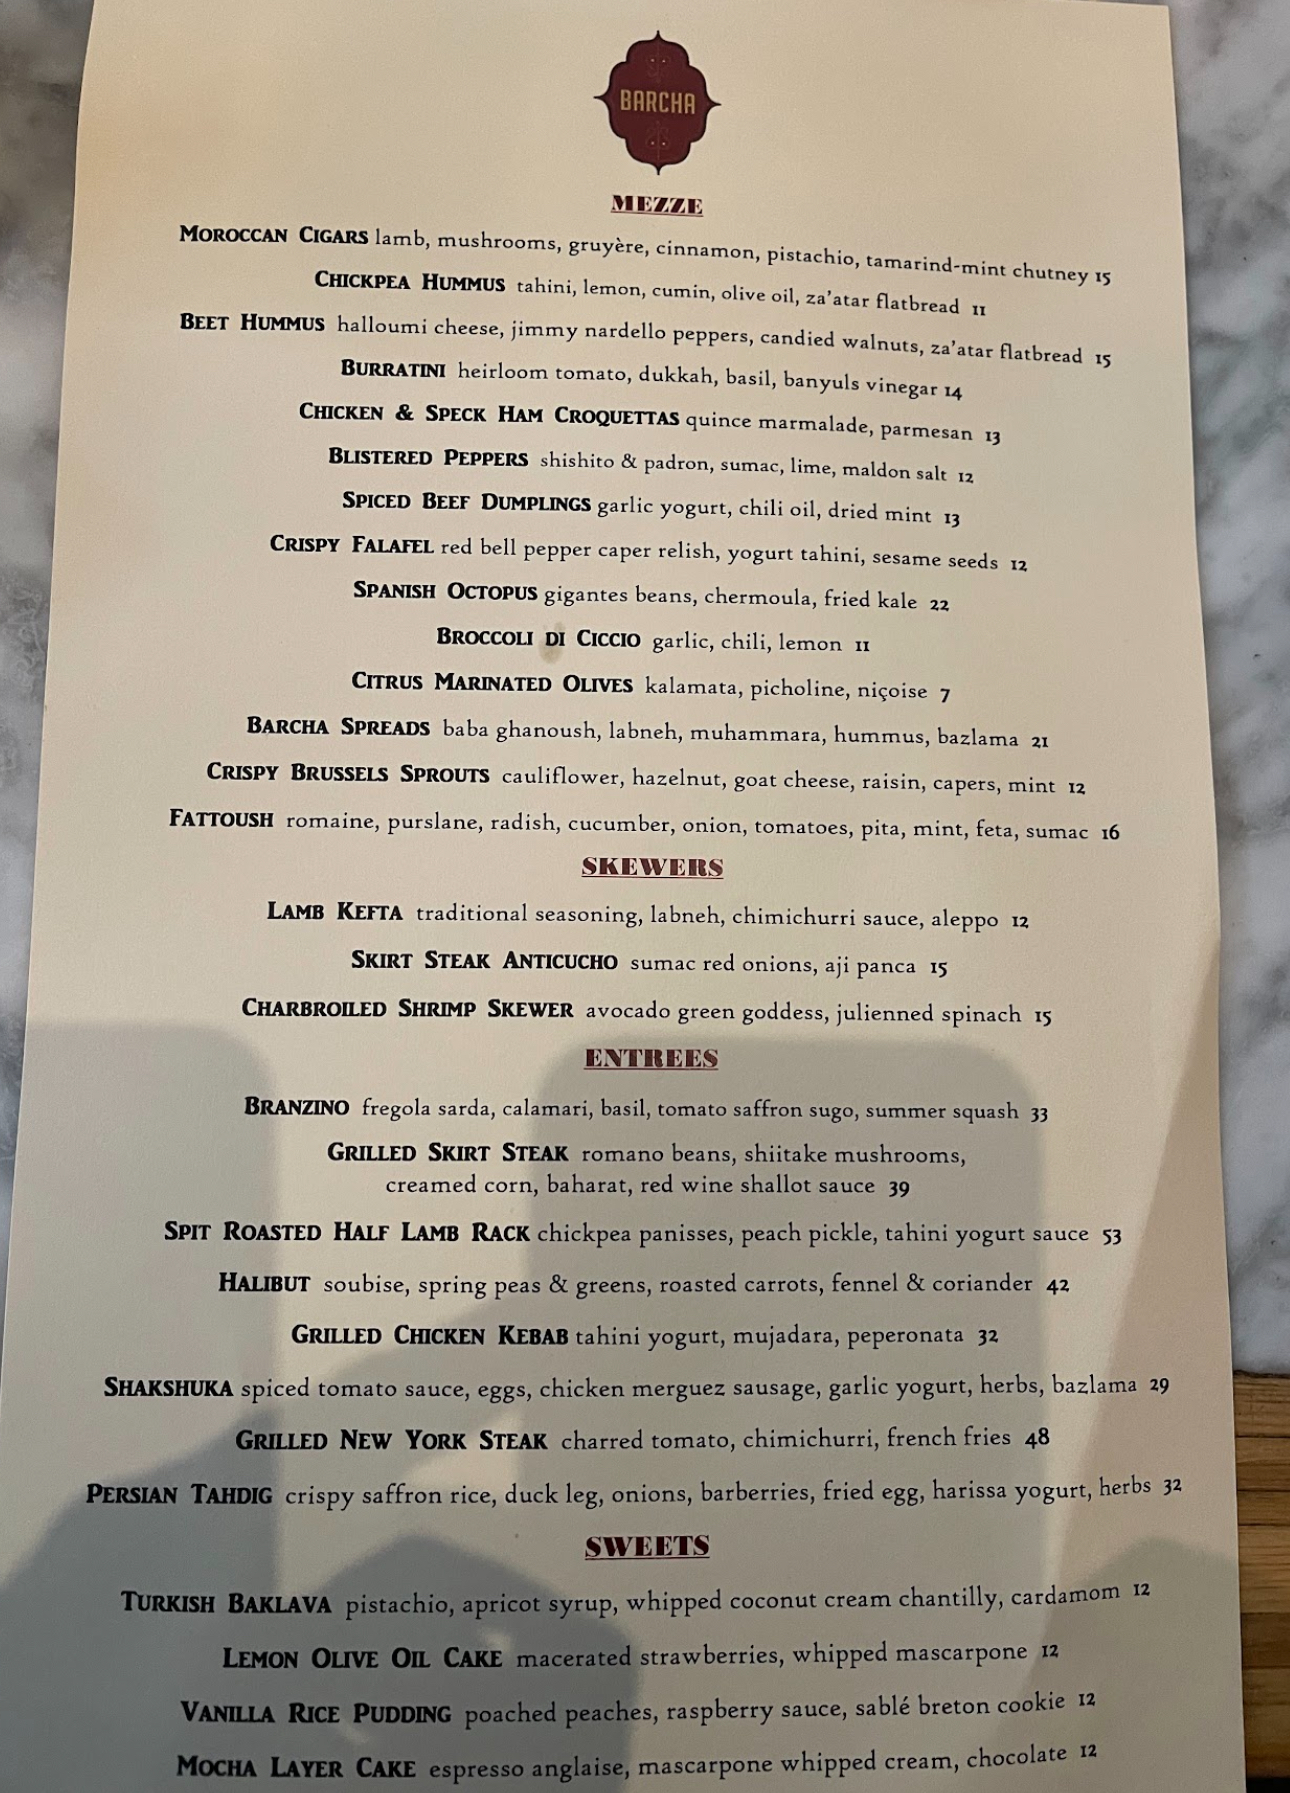 BARCHA
MEZZE
MOROCCAN CIGARS lamb, mushrooms, gruyère, cinnamon, pistachio, tamarind-mint chutney 15
CHICKPEA HUMMUS tahini, lemon, cumin, olive oil, za'atar flatbread 11
BEET HUMMUS halloumi cheese, jimmy nardello peppers, candied walnuts, za'atar flatbread 15
BURRATINI heirloom tomato, dukkah, basil, banyuls vinegar 14
CHICKEN & SPECK HAM CROQUETTAS quince marmalade, parmesan 13
BLISTERED PEPPERS shishito & padron, sumac, lime, maldon salt 12
SPICED BEEF DUMPLINGS garlic yogurt, chili oil, dried mint 13
CRISPY FALAFEL red bell pepper caper relish, yogurt tahini, sesame seeds 12
SPANISH OCTOPUS gigantes beans, chermoula, fried kale 22
BROCCOLI DI CICCIO garlic, chili, lemon 11
CITRUS MARINATED OLIVES kalamata, picholine, niçoise 7
BARCHA SPREADS baba ghanoush, labneh, muhammara, hummus, bazlama 21
CRISPY BRUSSELS SPROUTS cauliflower, hazelnut, goat cheese, raisin, capers, mint 12
FATTOUSH romaine, purslane, radish, cucumber, onion, tomatoes, pita, mint, feta, sumac 16
SKEWERS
LAMB KEFTA traditional seasoning, labneh, chimichurri sauce, aleppo 12
SKIRT STEAK ANTICUCHO sumac red onions, aji panca 15
CHARBROILED SHRIMP SKEWER avocado green goddess, julienned spinach 15
ENTREES
BRANZINO fregola sarda, calamari, basil, tomato saffron sugo, summer squash 33
GRILLED SKIRT STEAK romano beans, shiitake mushrooms,
creamed corn, baharat, red wine shallot sauce 39
SPIT ROASTED HALF LAMB RACK chickpea panisses, peach pickle, tahini yogurt sauce 53
HALIBUT soubise, spring peas & greens, roasted carrots, fennel & coriander 42
GRILLED CHICKEN KEBAB tahini yogurt, mujadara, peperonata 32
SHAKSHUKA spiced tomato sauce, eggs, chicken merguez sausage, garlic yogurt, herbs, bazlama 29
GRILLED NEW YORK STEAK charred tomato, chimichurri, french fries 48
PERSIAN TAHDIG crispy saffron rice, duck leg, onions, barberries, fried egg, harissa yogurt, herbs 32
SWEETS
TURKISH BAKLAVA pistachio, apricot syrup, whipped coconut cream chantilly, cardamom 12
LEMON OLIVE OIL CAKE macerated strawberries, whipped mascarpone 12
VANILLA RICE PUDDING poached peaches, raspberry sauce, sablé breton cookie 12
MOCHA LAYER CAKE espresso anglaise, mascarpone whipped cream, chocolate 12